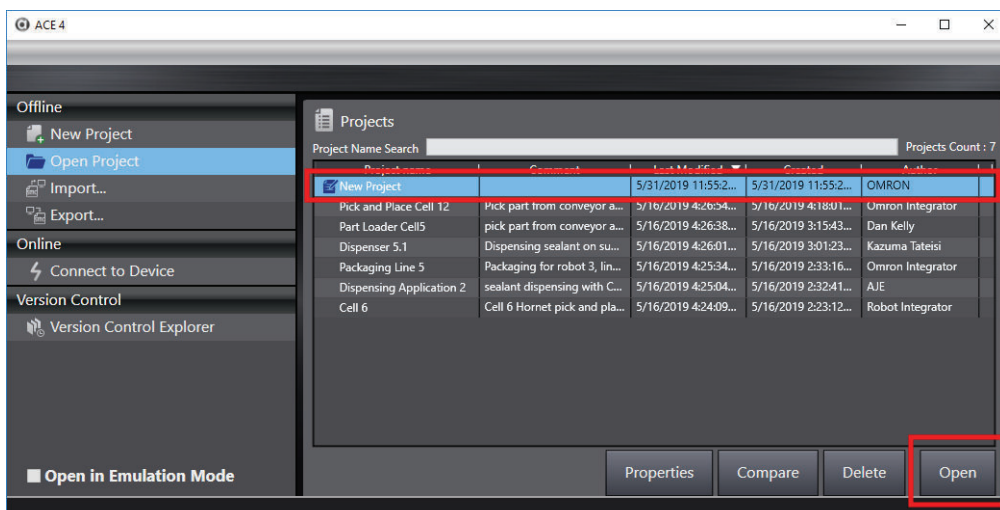 ACE 4
Offline
New Project
Open Project
Import...
Export...
Online
Connect to Device
Version Control
Version Control Explorer
Open in Emulation Mode
Projects
Project Name Search Projects Count : 7
Project name Comment Last Modified Created Author
New Project 5/31/2019 11:55:2... 5/31/2019 11:55:2... OMRON
Pick and Place Cell 12 Pick part from conveyor a... 5/16/2019 4:26:54... 5/16/2019 4:18:01... Omron Integrator
Part Loader Cell5 pick part from conveyor a... 5/16/2019 4:26:38... 5/16/2019 3:15:43... Dan Kelly
Dispenser 5.1 Dispensing sealant on su... 5/16/2019 4:26:01... 5/16/2019 3:01:23... Kazuma Tateisi
Packaging Line 5 Packaging for robot 3, lin... 5/16/2019 4:25:34... 5/16/2019 2:33:16... Omron Integrator
Dispensing Application 2 sealant dispensing with C... 5/16/2019 4:25:04... 5/16/2019 2:32:41... AJE
Cell 6 Cell 6 Hornet pick and pla... 5/16/2019 4:24:09... 5/16/2019 2:23:12... Robot Integrator
Properties Compare Delete Open